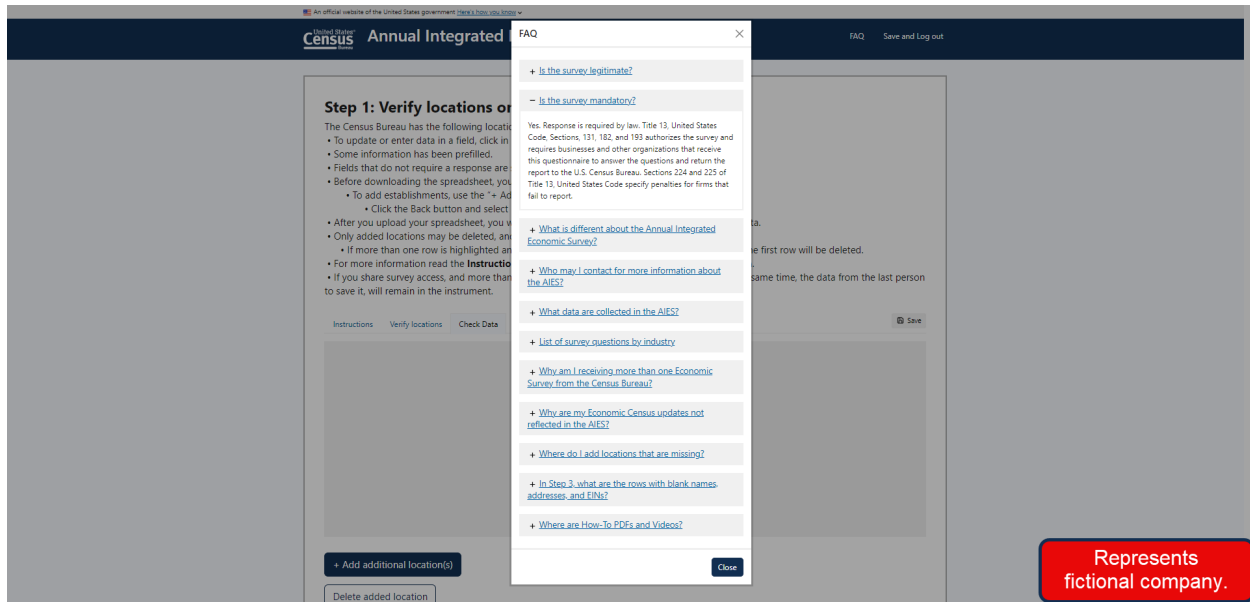 An official website of the United States government Here's how you know
United States®
Census
Bureau
Annual Integrated
FAQ
Save and Log out
Step 1: Verify locations or
The Census Bureau has the following locatio
• To update or enter data in a field, click in
• Some information has been prefilled.
• Fields that do not require a response are
• Before downloading the spreadsheet, you
• To add establishments, use the "+ Ad
• Click the Back button and select
• After you upload your spreadsheet, you w
ta.
• Only added locations may be deleted, an
• If more than one row is highlighted an
e first row will be deleted.
• For more information read the Instructio
• If you share survey access, and more than
same time, the data from the last person
to save it, will remain in the instrument.
Instructions
Verify locations
Check Data
Save
+ Add additional location(s)
Delete added location
FAQ
+ Is the survey legitimate?
− Is the survey mandatory?
Yes. Response is required by law. Title 13, United States
Code, Sections, 131, 182, and 193 authorizes the survey and
requires businesses and other organizations that receive
this questionnaire to answer the questions and return the
report to the U.S. Census Bureau. Sections 224 and 225 of
Title 13, United States Code specify penalties for firms that
fail to report.
+ What is different about the Annual Integrated
Economic Survey?
+ Who may I contact for more information about
the AIES?
+ What data are collected in the AIES?
+ List of survey questions by industry
+ Why am I receiving more than one Economic
Survey from the Census Bureau?
+ Why are my Economic Census updates not
reflected in the AIES?
+ Where do I add locations that are missing?
+ In Step 3, what are the rows with blank names,
addresses, and EINs?
+ Where are How-To PDFs and Videos?
Close
Represents
fictional company.